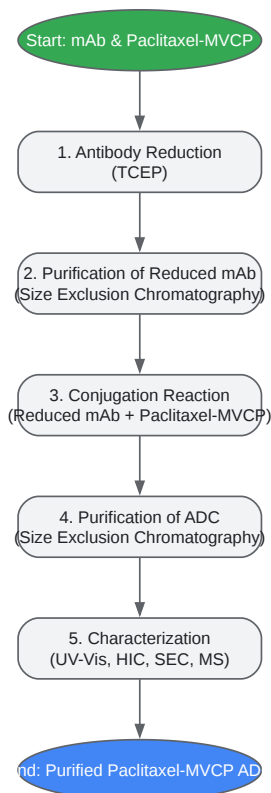 Start: mAb & Paclitaxel-MVCP
1. Antibody Reduction
(TCEP)
2. Purification of Reduced mAb
(Size Exclusion Chromatography)
3. Conjugation Reaction
(Reduced mAb + Paclitaxel-MVCP)
4. Purification of ADC
(Size Exclusion Chromatography)
5. Characterization
(UV-Vis, HIC, SEC, MS)
nd: Purified Paclitaxel-MVCP AD